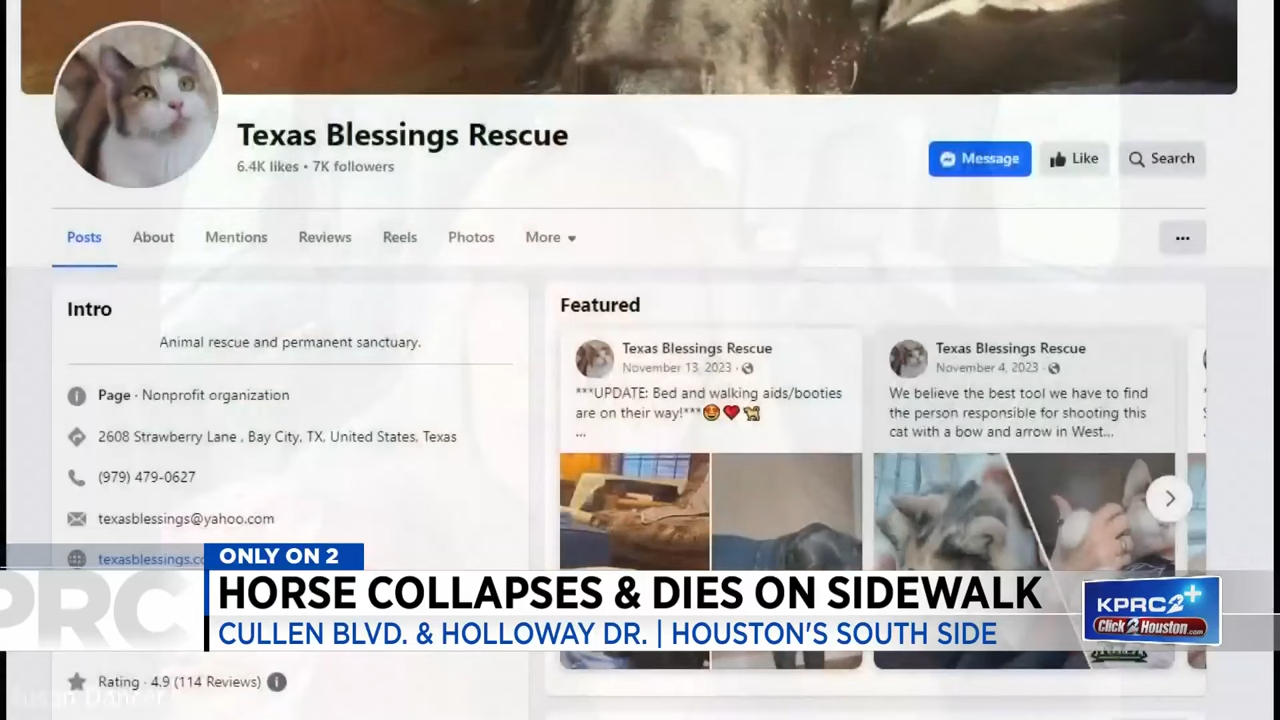 Texas Blessings Rescue
6.4K likes • 7K followers
Message
Like
Search
Posts
About
Mentions
Reviews
Reels
Photos
More
...
Intro
Animal rescue and permanent sanctuary.
Page · Nonprofit organization
2608 Strawberry Lane , Bay City, TX, United States, Texas
(979) 479-0627
texasblessings@yahoo.com
texasblessings.c
Rating · 4.9 (114 Reviews)
Featured
Texas Blessings Rescue
November 13, 2023 ·
***UPDATE: Bed and walking aids/booties
are on their way!***🤩❤️🐕
...
Texas Blessings Rescue
November 4, 2023 ·
We believe the best tool we have to find
the person responsible for shooting this
cat with a bow and arrow in West...
ONLY ON 2
HORSE COLLAPSES & DIES ON SIDEWALK
CULLEN BLVD. & HOLLOWAY DR. | HOUSTON'S SOUTH SIDE
PRC
KPRC 2+
Click2Houston.com